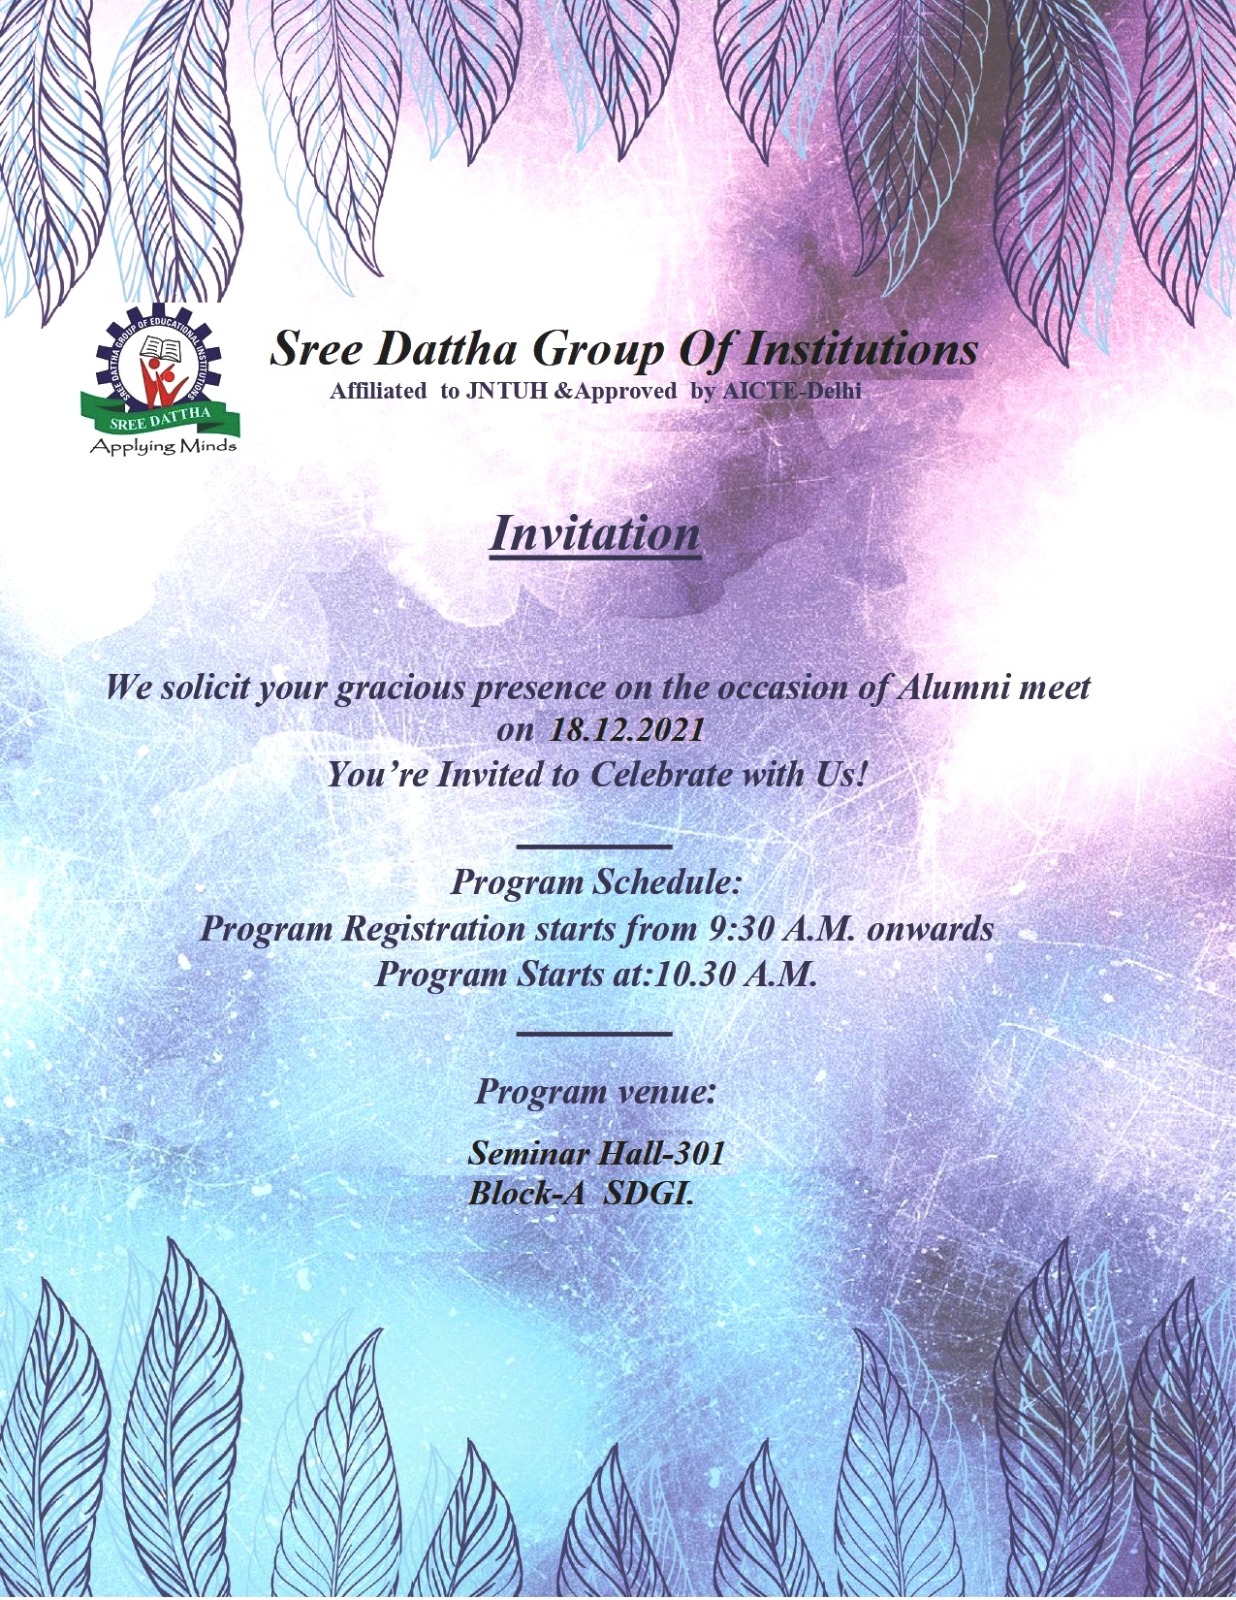 SREE DATTHA GROUP OF EDUCATIONAL INSTITUTIONS
SREE DATTHA
Applying Minds
Sree Dattha Group Of Institutions
Affiliated to JNTUH &Approved by AICTE-Delhi
Invitation
We solicit your gracious presence on the occasion of Alumni meet
on 18.12.2021
You’re Invited to Celebrate with Us!
Program Schedule:
Program Registration starts from 9:30 A.M. onwards
Program Starts at:10.30 A.M.
Program venue:
Seminar Hall-301
Block-A SDGI.